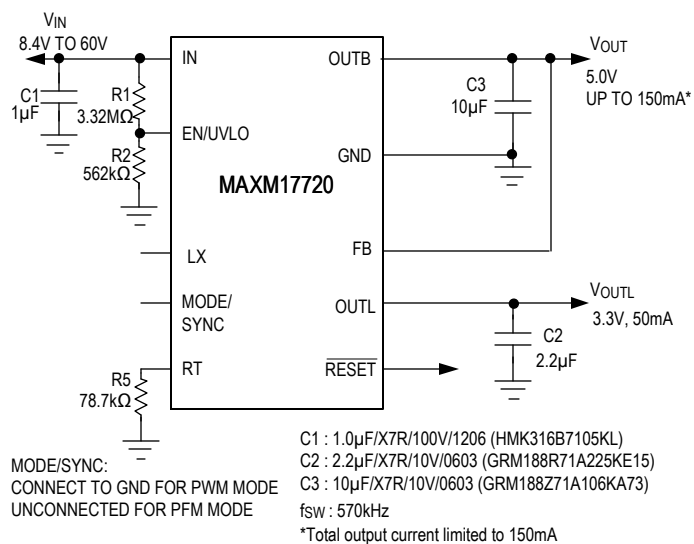 VIN
8.4V TO 60V
C1
1µF
R1
3.32MΩ
R2
562kΩ
IN
EN/UVLO
LX
MODE/
SYNC
RT
R5
78.7kΩ
MAXM17720
OUTB
GND
FB
OUTL
RESET
C3
10µF
VOUT
5.0V
UP TO 150mA*
VOUTL
3.3V, 50mA
C2
2.2µF
MODE/SYNC:
CONNECT TO GND FOR PWM MODE
UNCONNECTED FOR PFM MODE
C1 : 1.0µF/X7R/100V/1206 (HMK316B7105KL)
C2 : 2.2µF/X7R/10V/0603 (GRM188R71A225KE15)
C3 : 10µF/X7R/10V/0603 (GRM188Z71A106KA73)
fSW : 570kHz
*Total output current limited to 150mA